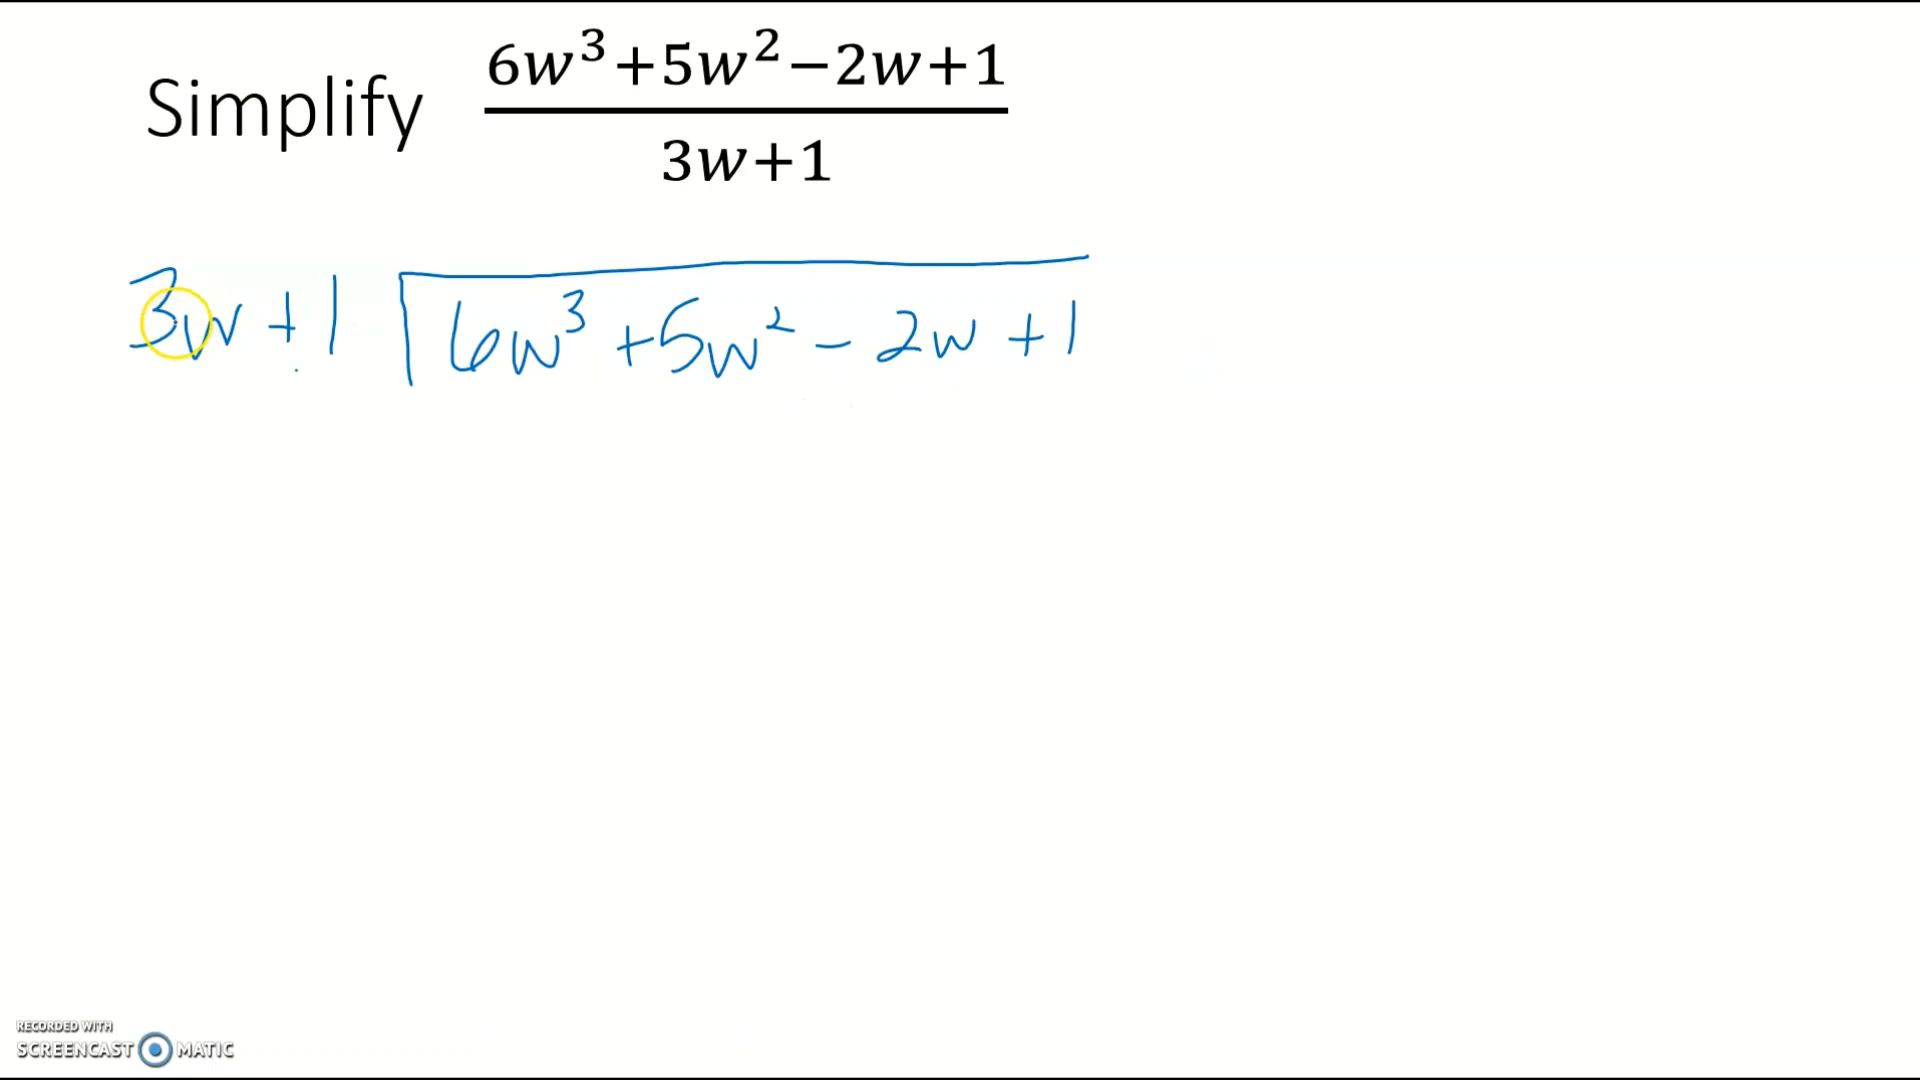 Simplify 6w³+5w²−2w+1
3w+1
3w + 1 6w³ +5w² − 2w +1
RECORDED WITH
SCREENCAST MATIC